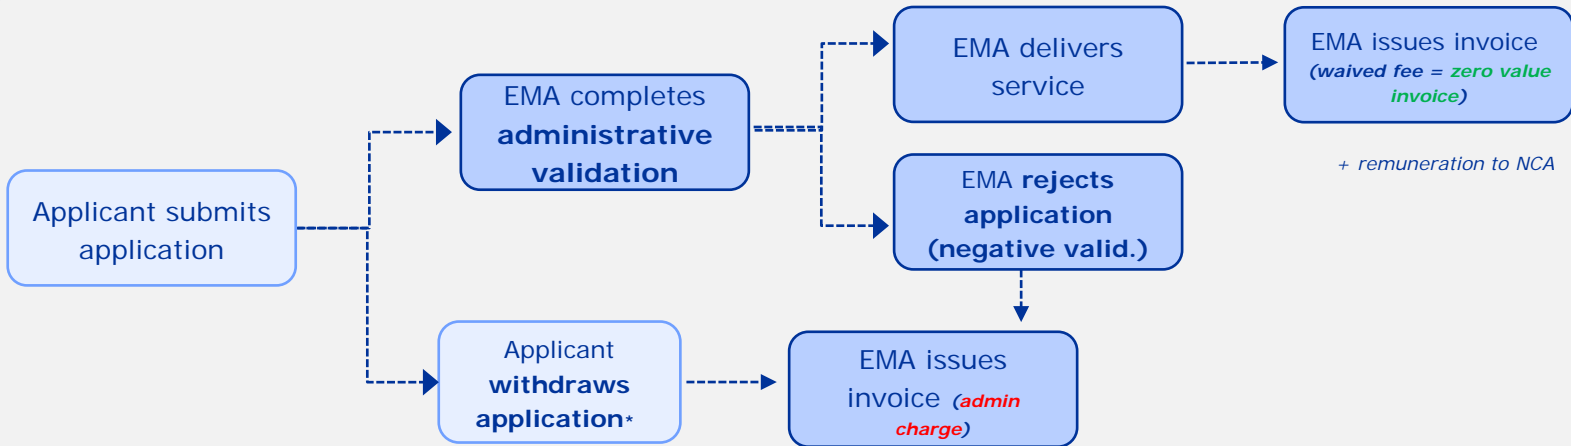 Applicant submits
application
EMA completes
administrative
validation
Applicant
withdraws
application*
EMA delivers
service
EMA rejects
application
(negative valid.)
EMA issues
invoice (admin
charge)
EMA issues invoice
(waived fee = zero value
invoice)
+ remuneration to NCA